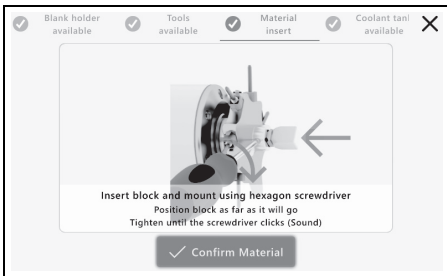 Blank holder
available
Tools
available
Material
insert
Coolant tank
available
Insert block and mount using hexagon screwdriver
Position block as far as it will go
Tighten until the screwdriver clicks (Sound)
Confirm Material